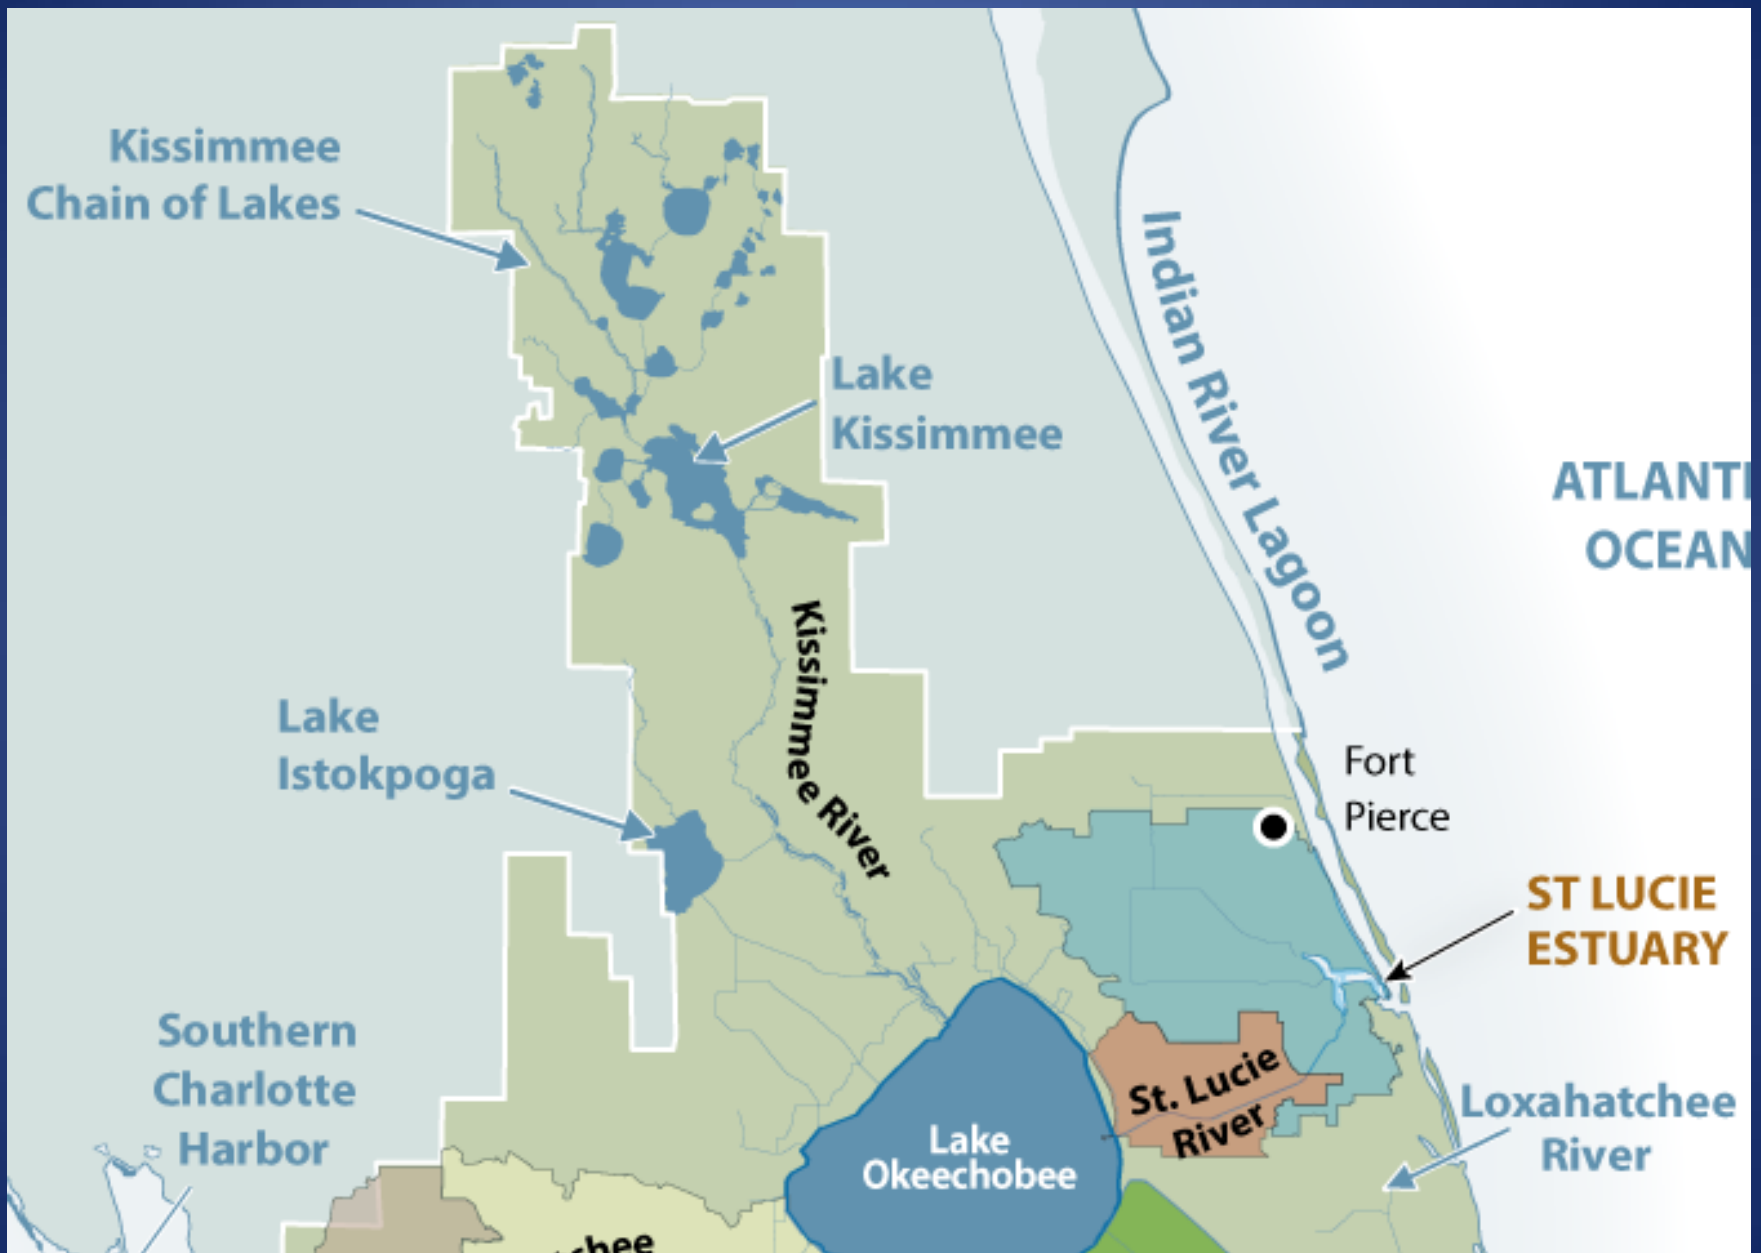 Kissimmee
Chain of Lakes
Lake
Kissimmee
Indian River Lagoon
ATLANTI
OCEAN
Kissimmee River
Lake
Istokpoga
Fort
Pierce
ST LUCIE
ESTUARY
Southern
Charlotte
Harbor
St. Lucie
River
Loxahatchee
River
Lake
Okeechobee